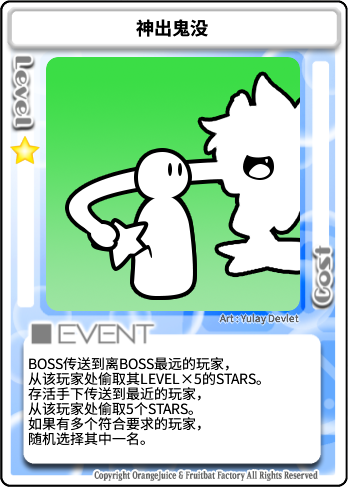 神出鬼没
Level
Cost
Art : Yulay Devlet
EVENT
BOSS传送到离BOSS最远的玩家，
从该玩家处偷取其LEVEL×5的STARS。
存活手下传送到最近的玩家，
从该玩家处偷取5个STARS。
如果有多个符合要求的玩家，
随机选择其中一名。
Copyright Orangejuice & Fruitbat Factory All Rights Reserved